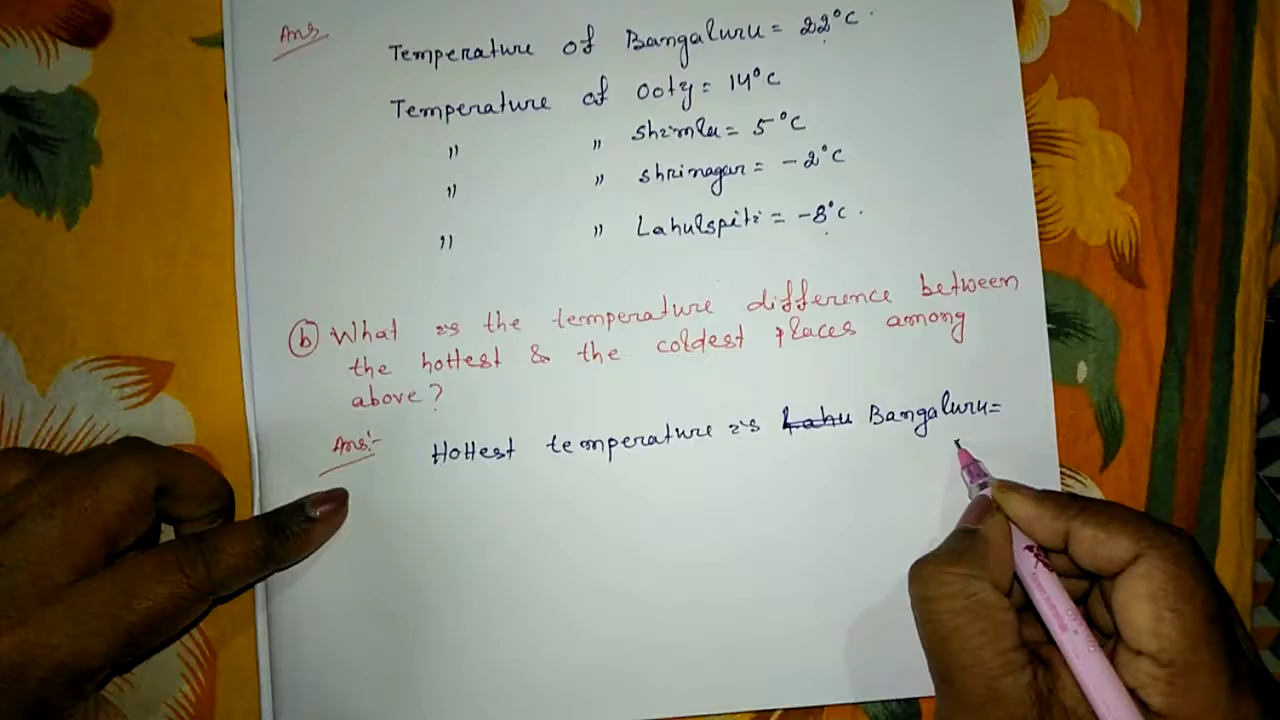 Ans
Temperature of Bangaluru = 22°C.
Temperature of Ooty = 14°C
" " Shimla = 5°C
" " Shrinagar = -2°C
" " Lahulspiti = -8°C.
(b) What is the temperature difference between
the hottest & the coldest places among
above?
Ans:- Hottest temperature is Lahu Bangaluru=